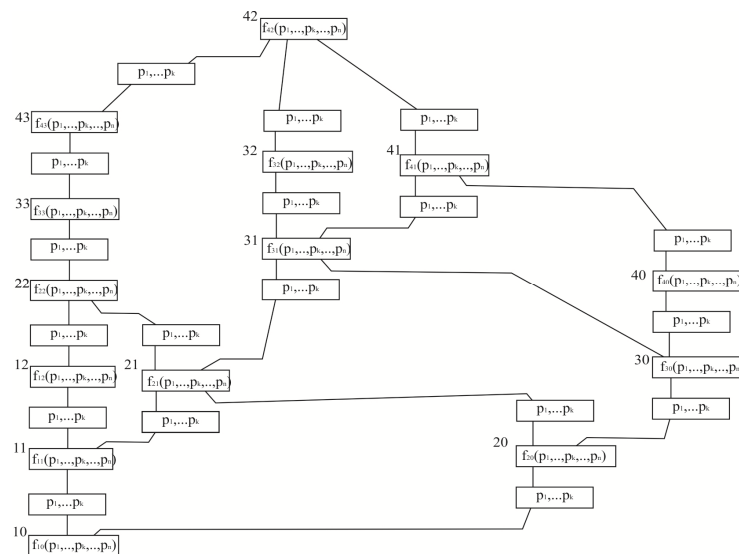 42
f₄₂(p₁,..,pₖ,..,pₙ)
p₁,...pₖ
43
f₄₃(p₁,..,pₖ,..,pₙ)
p₁,...pₖ
p₁,...pₖ
32
f₃₂(p₁,..,pₖ,..,pₙ)
41
f₄₁(p₁,..,pₖ,..,pₙ)
p₁,...pₖ
33
f₃₃(p₁,..,pₖ,..,pₙ)
p₁,...pₖ
p₁,...pₖ
p₁,...pₖ
31
f₃₁(p₁,..,pₖ,..,pₙ)
p₁,...pₖ
22
f₂₂(p₁,..,pₖ,..,pₙ)
p₁,...pₖ
40
f₄₀(p₁,..,pₖ,..,pₙ)
p₁,...pₖ
p₁,...pₖ
p₁,...pₖ
12
f₁₂(p₁,..,pₖ,..,pₙ)
21
f₂₁(p₁,..,pₖ,..,pₙ)
30
f₃₀(p₁,..,pₖ,..,pₙ)
p₁,...pₖ
p₁,...pₖ
p₁,...pₖ
p₁,...pₖ
11
f₁₁(p₁,..,pₖ,..,pₙ)
20
f₂₀(p₁,..,pₖ,..,pₙ)
p₁,...pₖ
p₁,...pₖ
10
f₁₀(p₁,..,pₖ,..,pₙ)